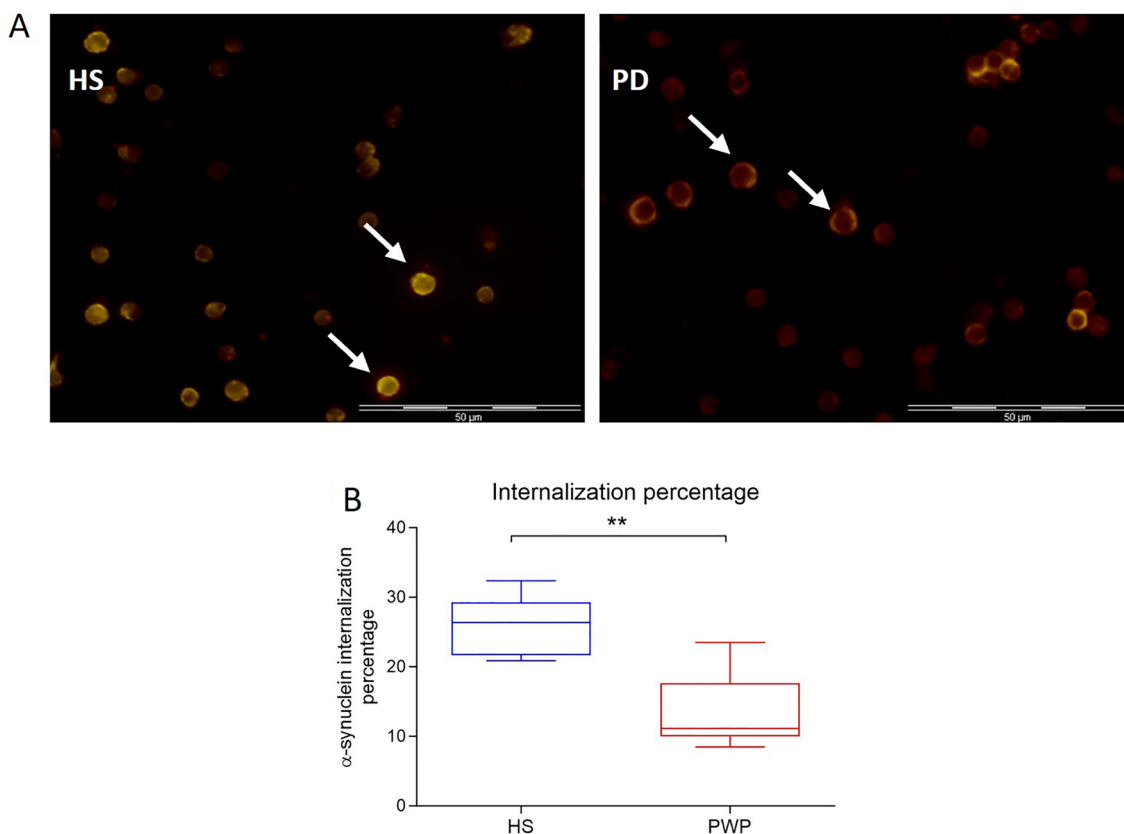 A
HS
PD
50 µm
50 µm
B
Internalization percentage
**
α-synuclein internalization
percentage
40
30
20
10
0
HS
PWP